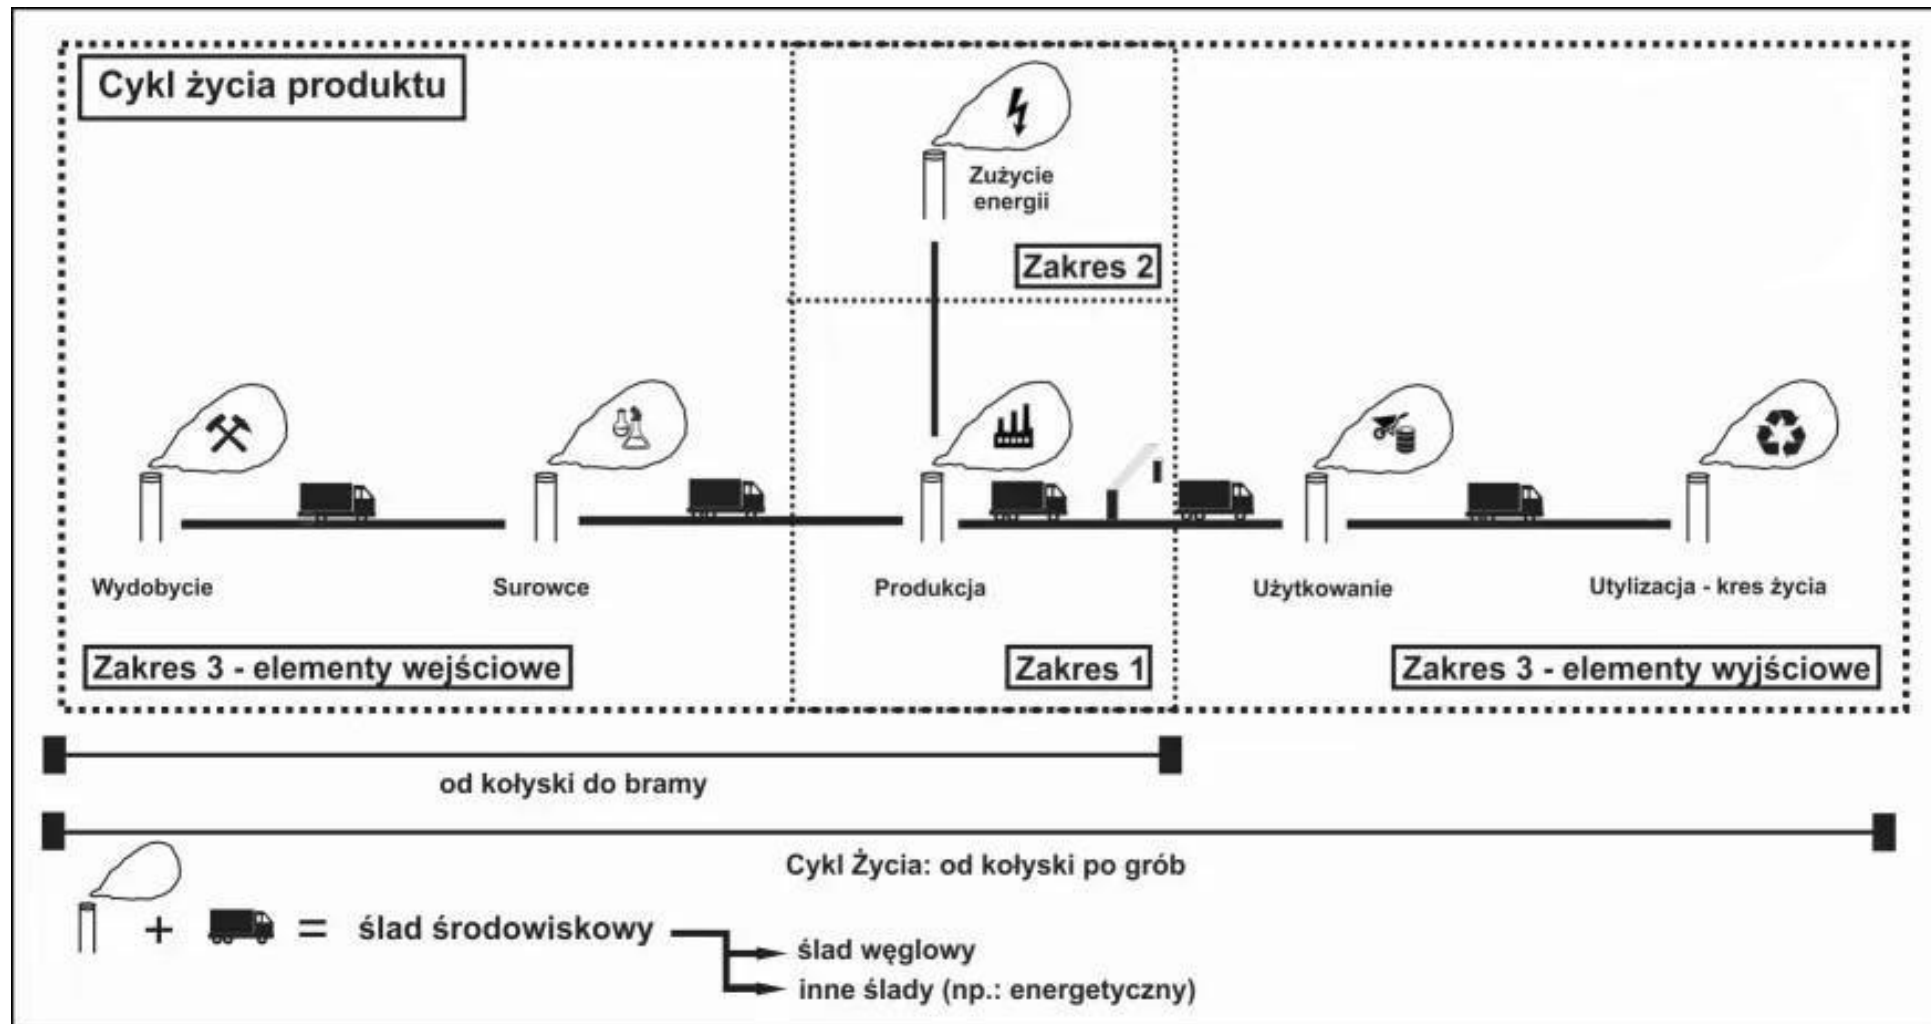 Cykl życia produktu
Zużycie
energii
Zakres 2
Wydobycie
Surowce
Produkcja
Użytkowanie
Utylizacja - kres życia
Zakres 3 - elementy wejściowe
Zakres 1
Zakres 3 - elementy wyjściowe
od kołyski do bramy
Cykl Życia: od kołyski po grób
+ = ślad środowiskowy
ślad węglowy
inne ślady (np.: energetyczny)